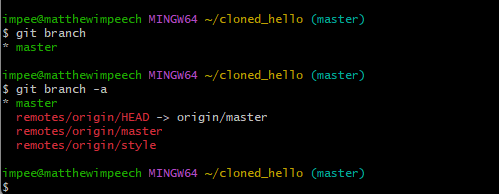 impee@matthewimpeech MINGW64 ~/cloned_hello (master)
$ git branch
* master
impee@matthewimpeech MINGW64 ~/cloned_hello (master)
$ git branch -a
* master
remotes/origin/HEAD -> origin/master
remotes/origin/master
remotes/origin/style
impee@matthewimpeech MINGW64 ~/cloned_hello (master)
$